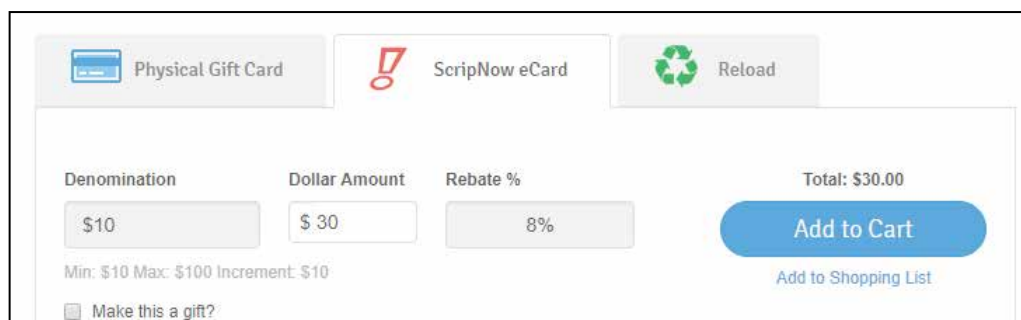 Physical Gift Card
ScripNow eCard
Reload
Denomination
Dollar Amount
Rebate %
Total: $30.00
$10
$ 30
8%
Add to Cart
Min: $10 Max: $100 Increment: $10
Add to Shopping List
Make this a gift?